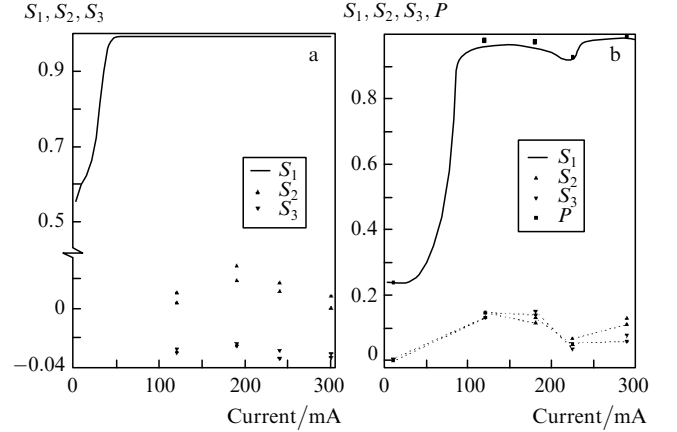 S₁, S₂, S₃
S₁, S₂, S₃, P
a
0.9
0.7
0.5
0
−0.04
S₁
S₂
S₃
0 100 200 300
Current/mA
b
0.8
0.6
0.4
0.2
0
S₁
S₂
S₃
P
0 100 200 300
Current/mA